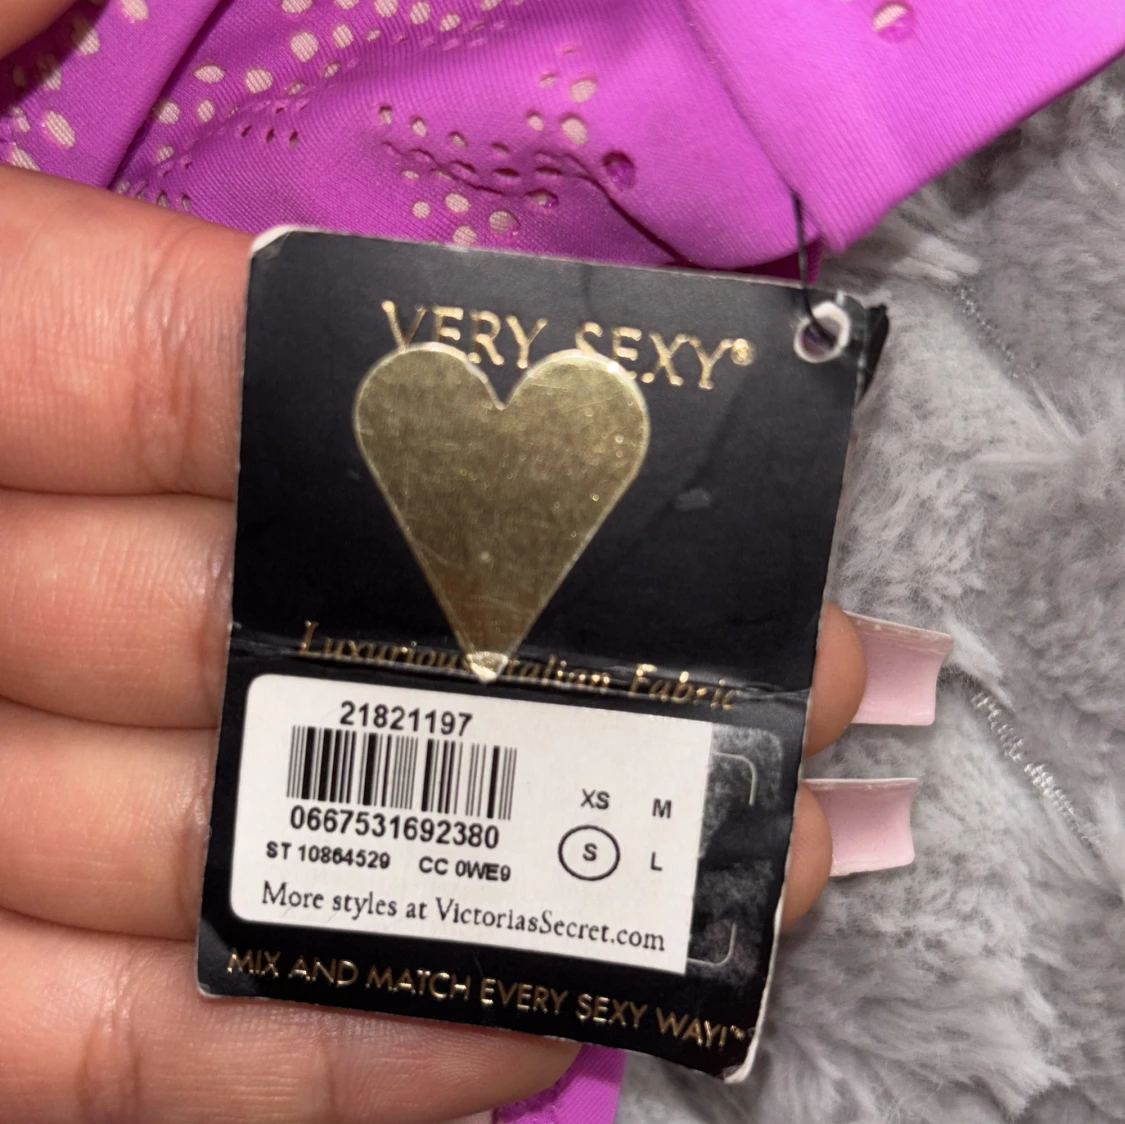 VERY SEXY®
Luxurious Italian Fabric
21821197
0667531692380
ST 10864529 CC 0WE9
XS M
S L
More styles at VictoriasSecret.com
MIX AND MATCH EVERY SEXY WAY!™